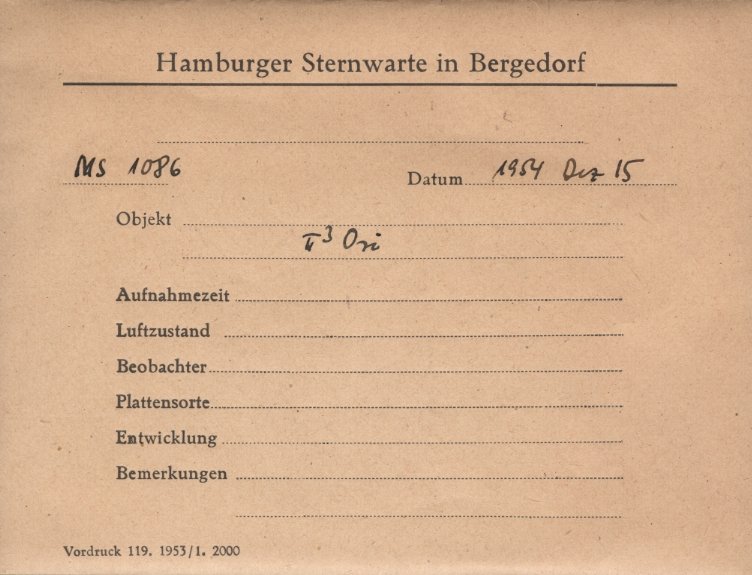 Hamburger Sternwarte in Bergedorf
MS 1086 Datum 1954 Dez 15
Objekt
π³ Ori
Aufnahmezeit
Luftzustand
Beobachter
Plattensorte
Entwicklung
Bemerkungen
Vordruck 119. 1953/1. 2000